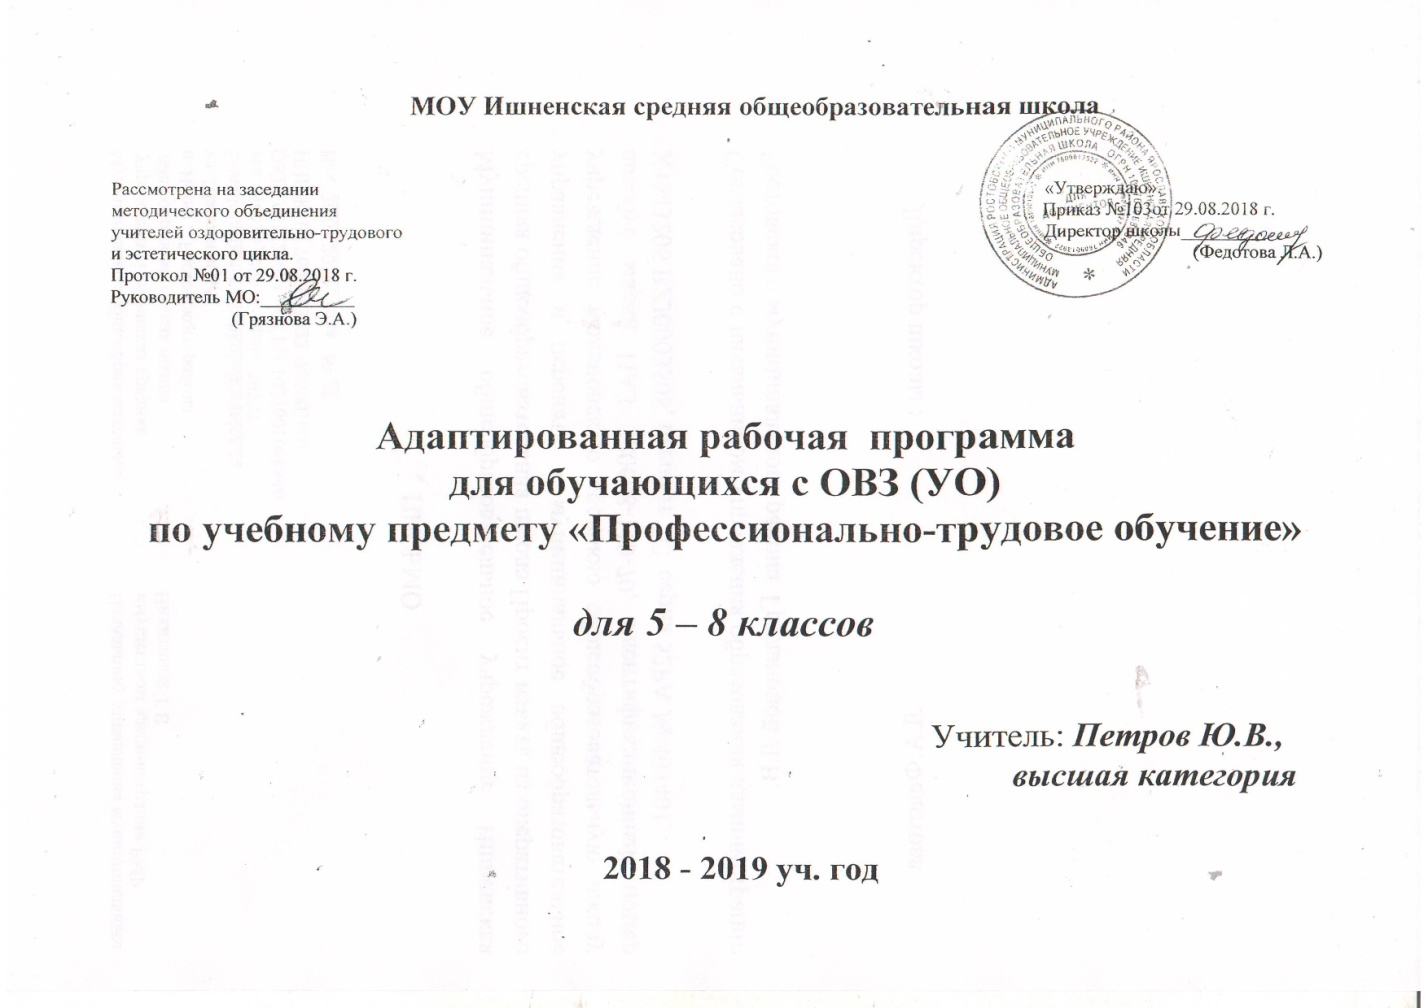 МОУ Ишненская средняя общеобразовательная школа
Рассмотрена на заседании
методического объединения
учителей оздоровительно-трудового
и эстетического цикла.
Протокол №01 от 29.08.2018 г.
Руководитель МО:__________
(Грязнова Э.А.)
«Утверждаю»
Приказ №103от 29.08.2018 г.
Директор школы
(Федотова Л.А.)
Адаптированная рабочая программа
для обучающихся с ОВЗ (УО)
по учебному предмету «Профессионально-трудовое обучение»
для 5 – 8 классов
Учитель: Петров Ю.В.,
высшая категория
2018 - 2019 уч. год